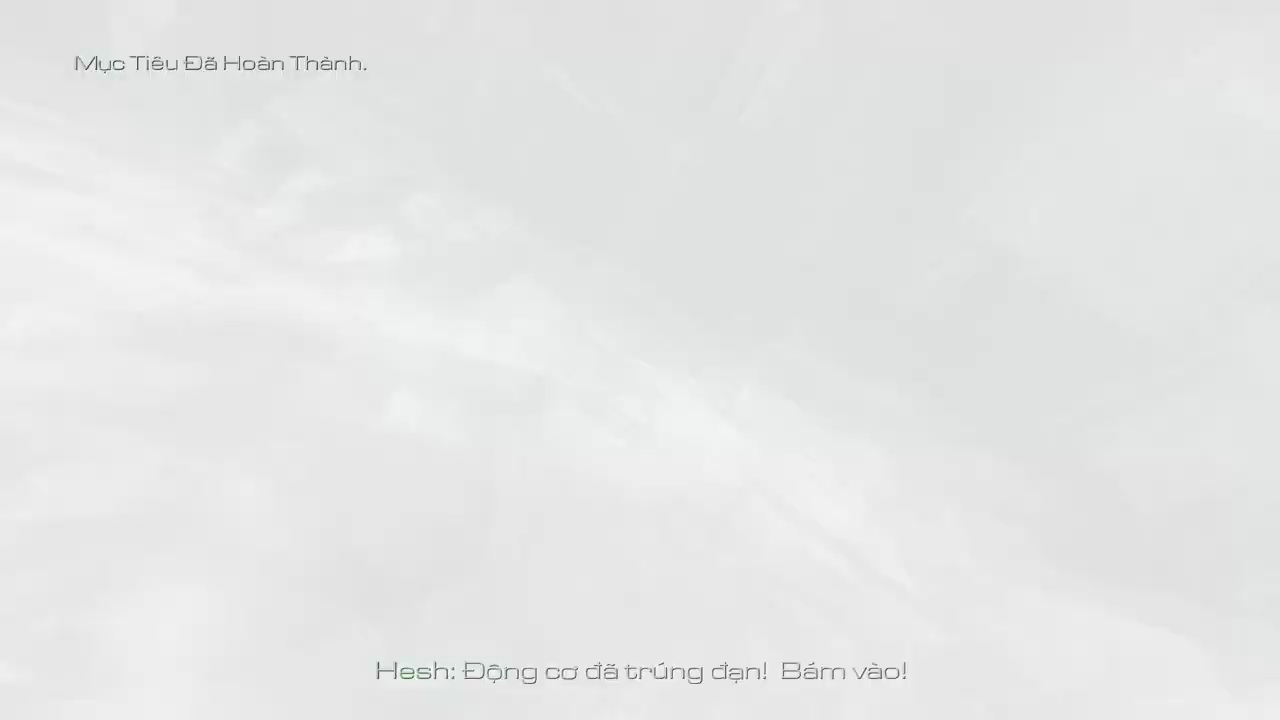 Mục Tiêu Đã Hoàn Thành.
Hesh: Động cơ đã trúng đạn! Bám vào!